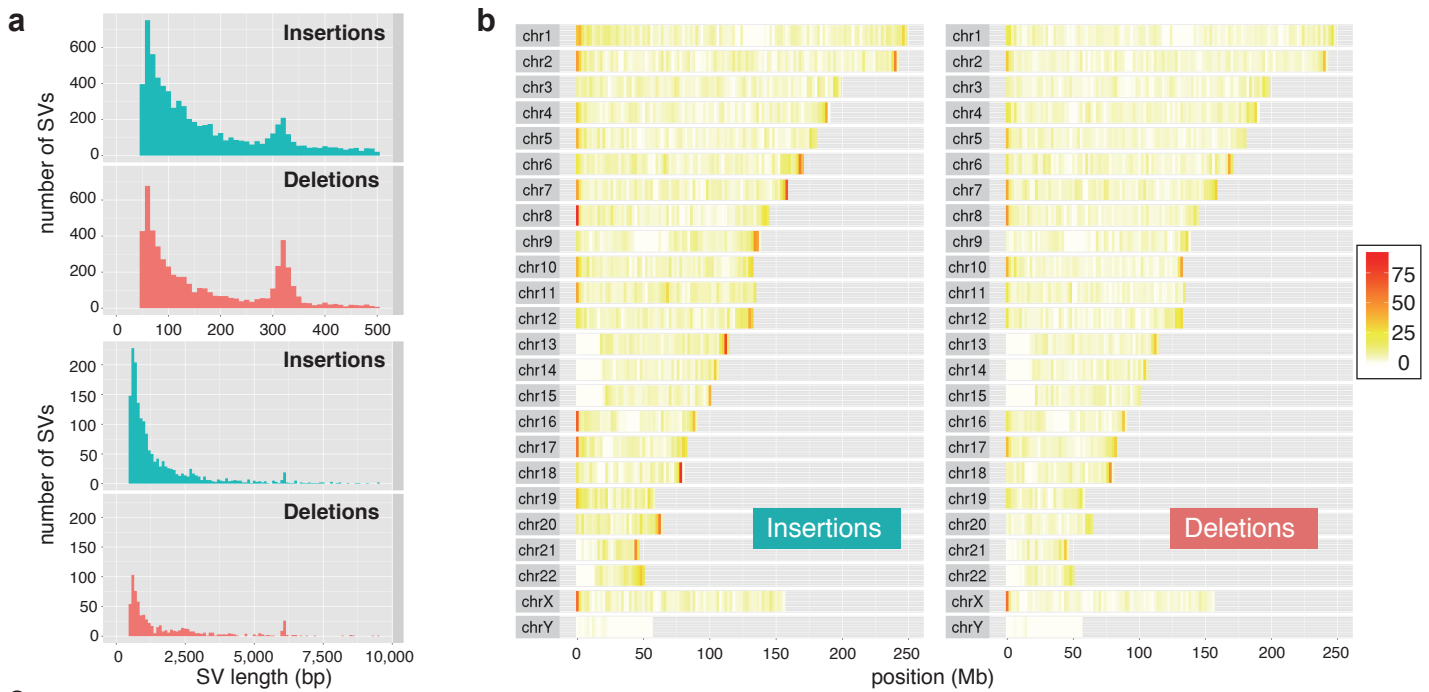 a
Insertions
600
400
200
0
Deletions
600
400
200
0
number of SVs
0 100 200 300 400 500
Insertions
200
150
100
50
0
Deletions
200
150
100
50
0
number of SVs
0 2,500 5,000 7,500 10,000
SV length (bp)
b
chr1
chr2
chr3
chr4
chr5
chr6
chr7
chr8
chr9
chr10
chr11
chr12
chr13
chr14
chr15
chr16
chr17
chr18
chr19
chr20
chr21
chr22
chrX
chrY
Insertions
0 50 100 150 200 250
chr1
chr2
chr3
chr4
chr5
chr6
chr7
chr8
chr9
chr10
chr11
chr12
chr13
chr14
chr15
chr16
chr17
chr18
chr19
chr20
chr21
chr22
chrX
chrY
Deletions
0 50 100 150 200 250
position (Mb)
75
50
25
0